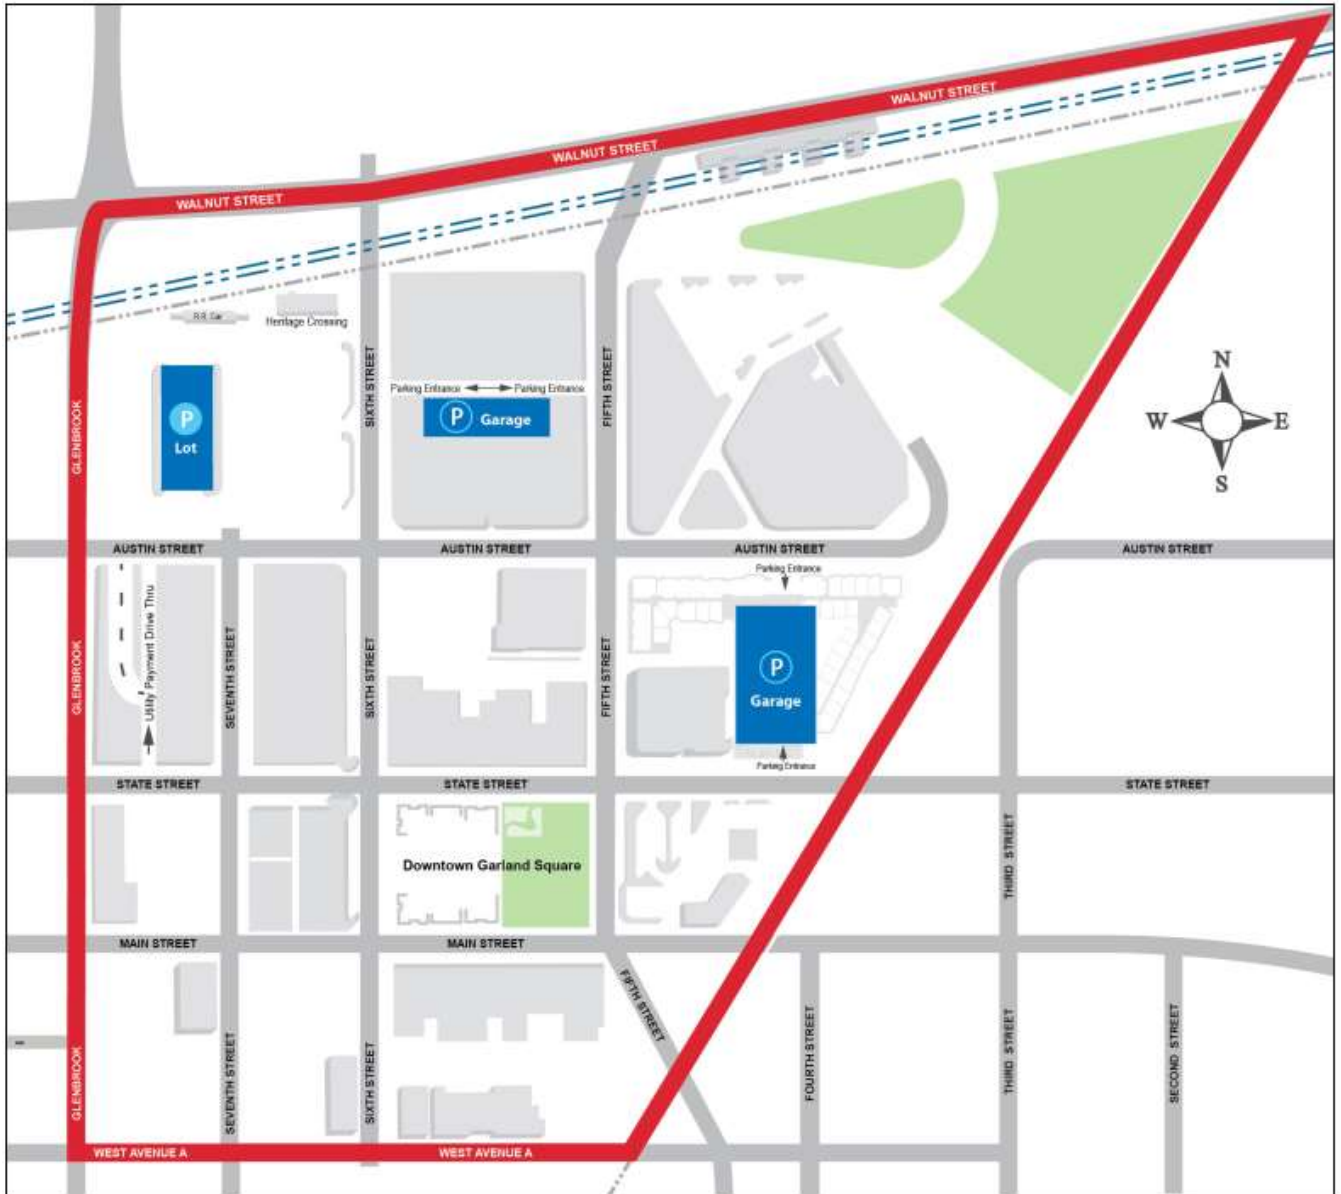 WALNUT STREET
WALNUT STREET
WALNUT STREET
R.R. Car
Heritage Crossing
GLENBROOK
P
Lot
SIXTH STREET
Parking Entrance
Parking Entrance
P Garage
FIFTH STREET
N
W
E
S
AUSTIN STREET
AUSTIN STREET
AUSTIN STREET
AUSTIN STREET
Parking Entrance
GLENBROOK
Utility Payment Drive Thru
SEVENTH STREET
SIXTH STREET
FIFTH STREET
P
Garage
Parking Entrance
STATE STREET
STATE STREET
STATE STREET
Downtown Garland Square
THIRD STREET
MAIN STREET
MAIN STREET
FIFTH STREET
GLENBROOK
SEVENTH STREET
SIXTH STREET
FOURTH STREET
THIRD STREET
SECOND STREET
WEST AVENUE A
WEST AVENUE A